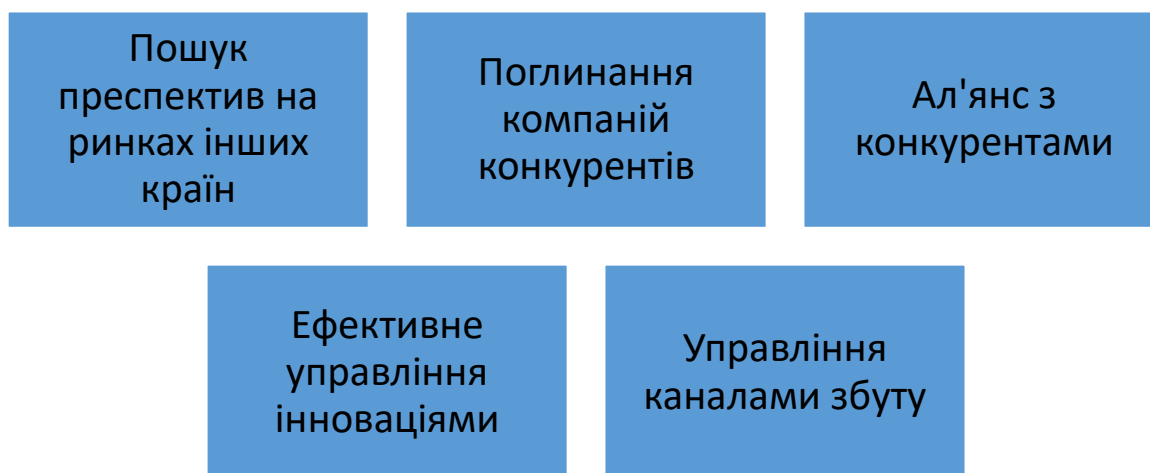 Пошук
преспектив на
ринках інших
країн
Поглинання
компаній
конкурентів
Ал'янс з
конкурентами
Ефективне
управління
інноваціями
Управління
каналами збуту